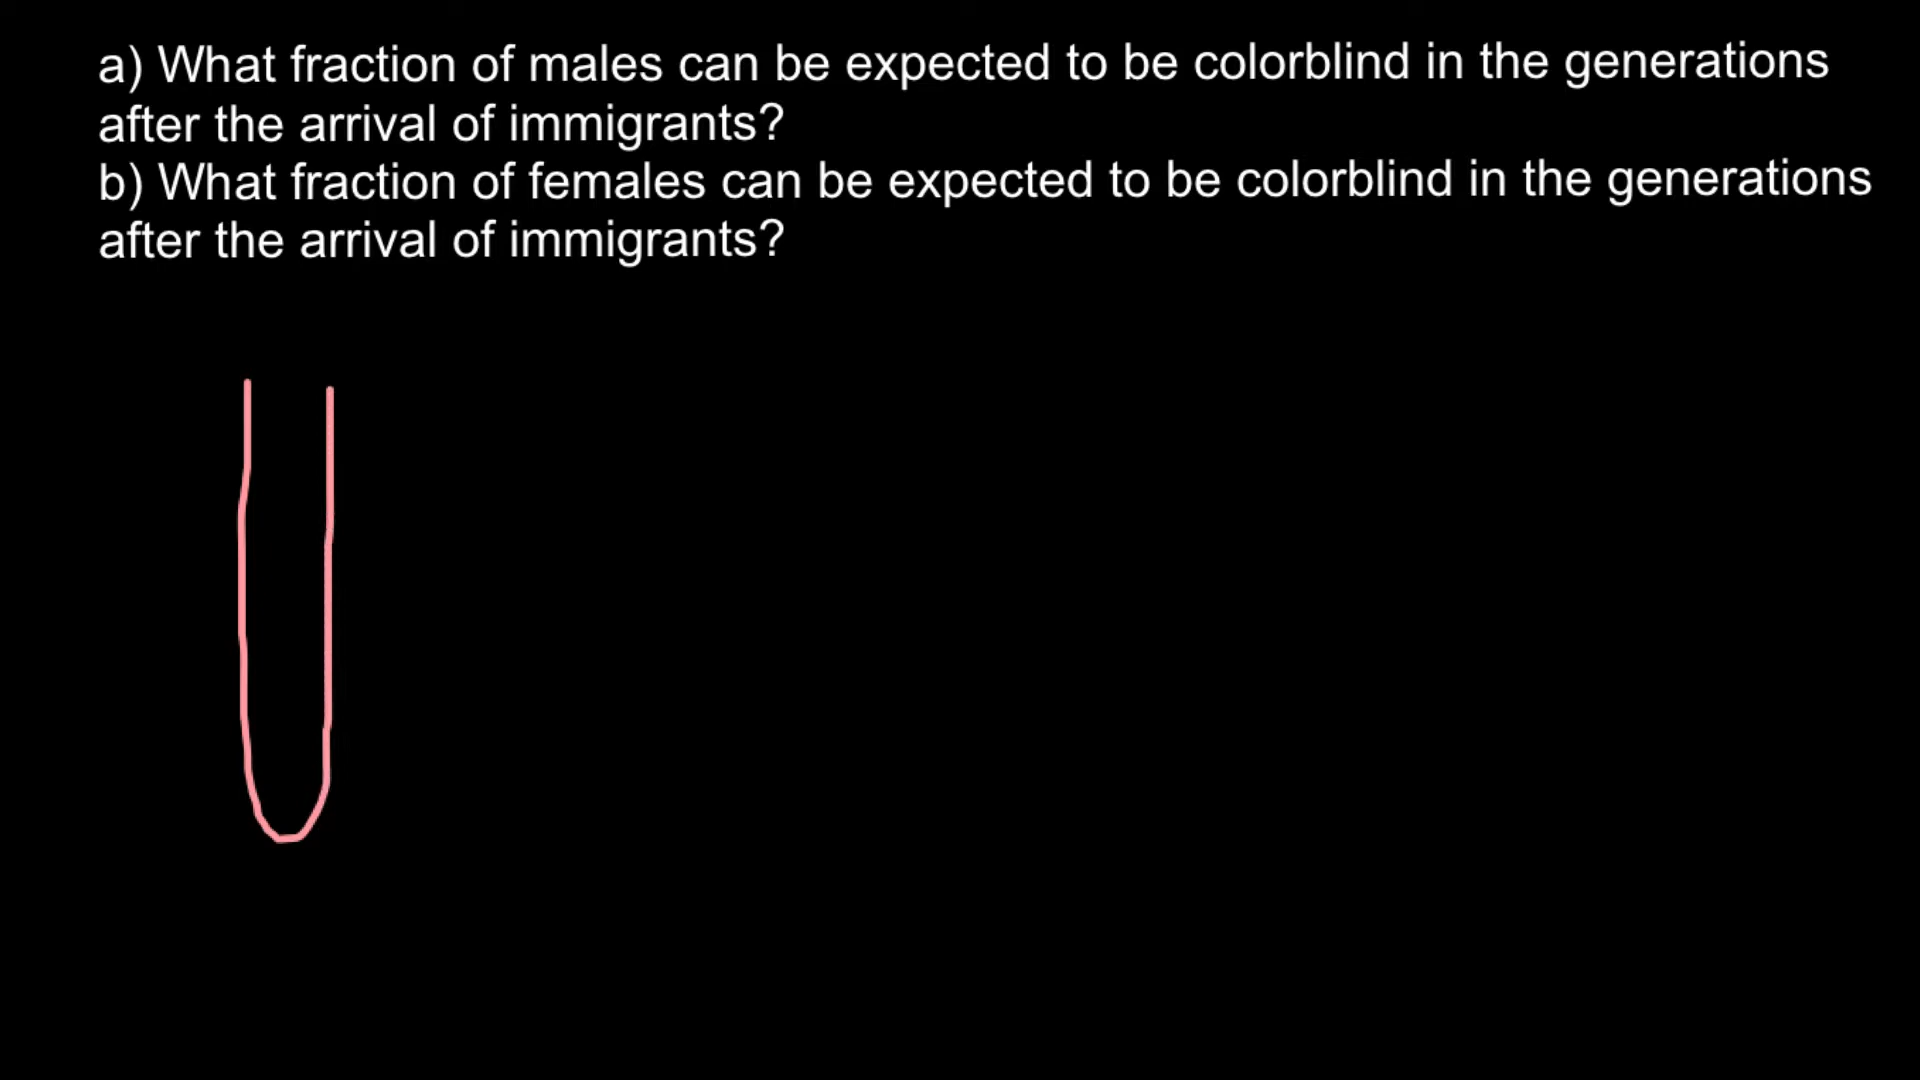 a) What fraction of males can be expected to be colorblind in the generations
after the arrival of immigrants?
b) What fraction of females can be expected to be colorblind in the generations
after the arrival of immigrants?